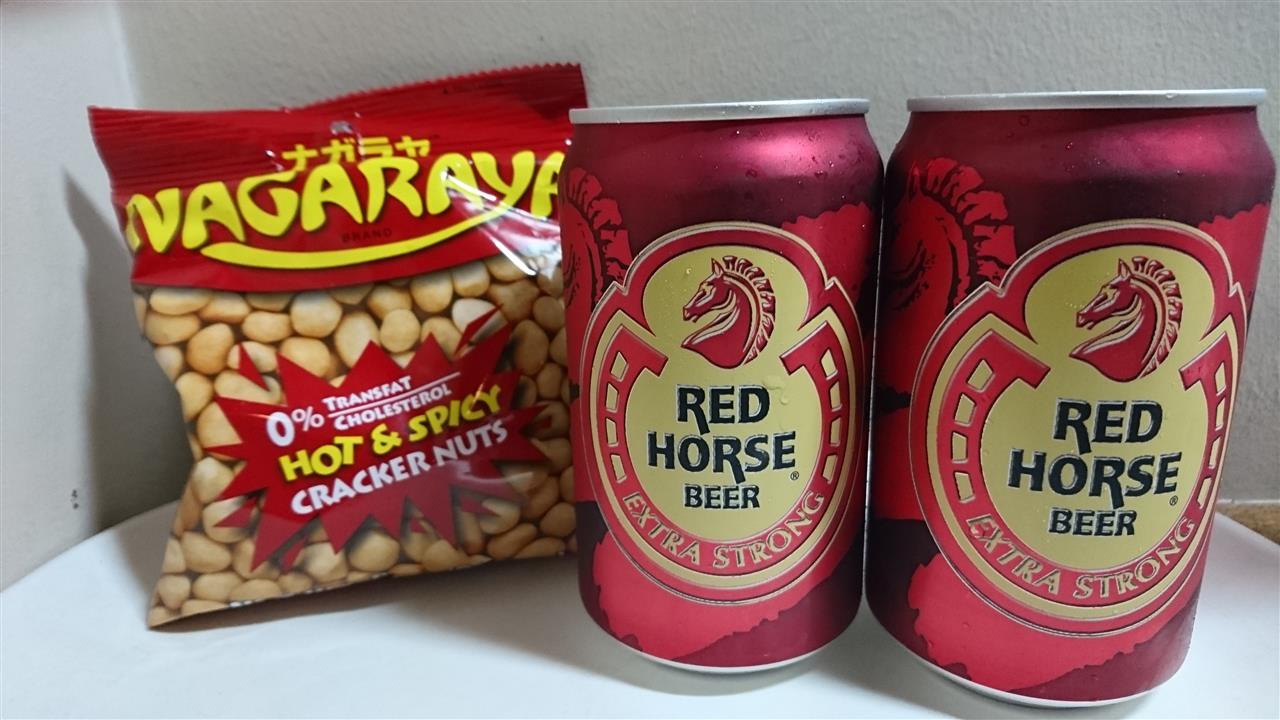 ナガラヤ
NAGARAYA
BRAND
0% TRANSFAT
CHOLESTEROL
HOT & SPICY
CRACKER NUTS
RED
HORSE®
BEER
EXTRA STRONG
RED
HORSE®
BEER
EXTRA STRONG